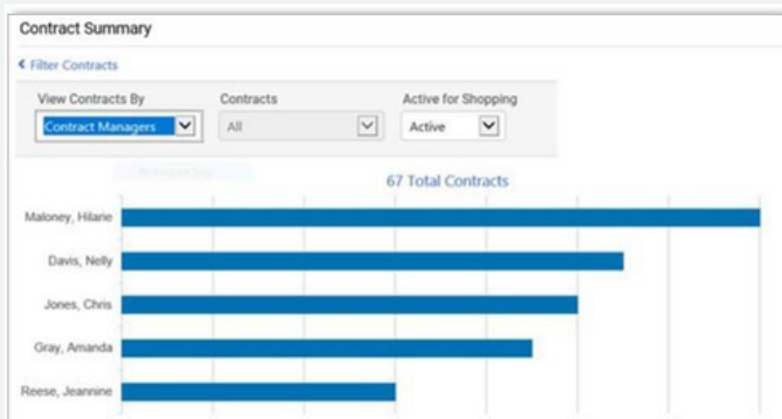 Contract Summary
Filter Contracts
View Contracts By Contracts Active for Shopping
Contract Managers All Active
67 Total Contracts
Maloney, Hilarie
Davis, Nelly
Jones, Chris
Gray, Amanda
Reese, Jeannine